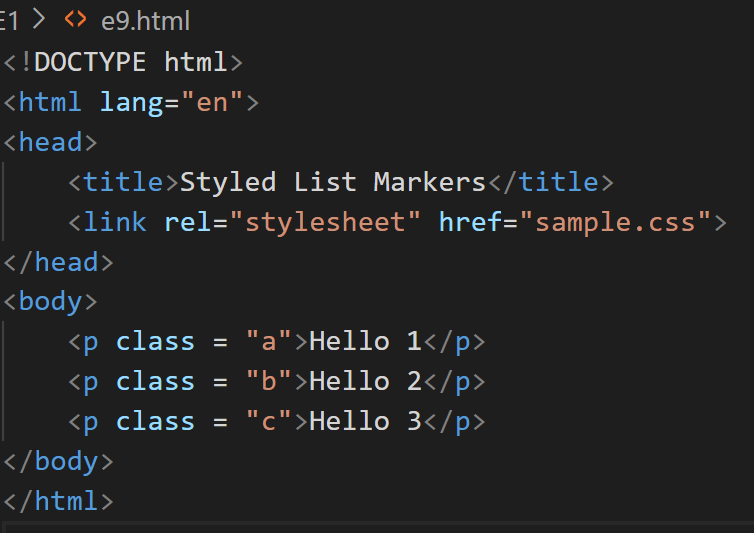 E1 > <> e9.html
<!DOCTYPE html>
<html lang="en">
<head>
    <title>Styled List Markers</title>
    <link rel="stylesheet" href="sample.css">
</head>
<body>
    <p class = "a">Hello 1</p>
    <p class = "b">Hello 2</p>
    <p class = "c">Hello 3</p>
</body>
</html>